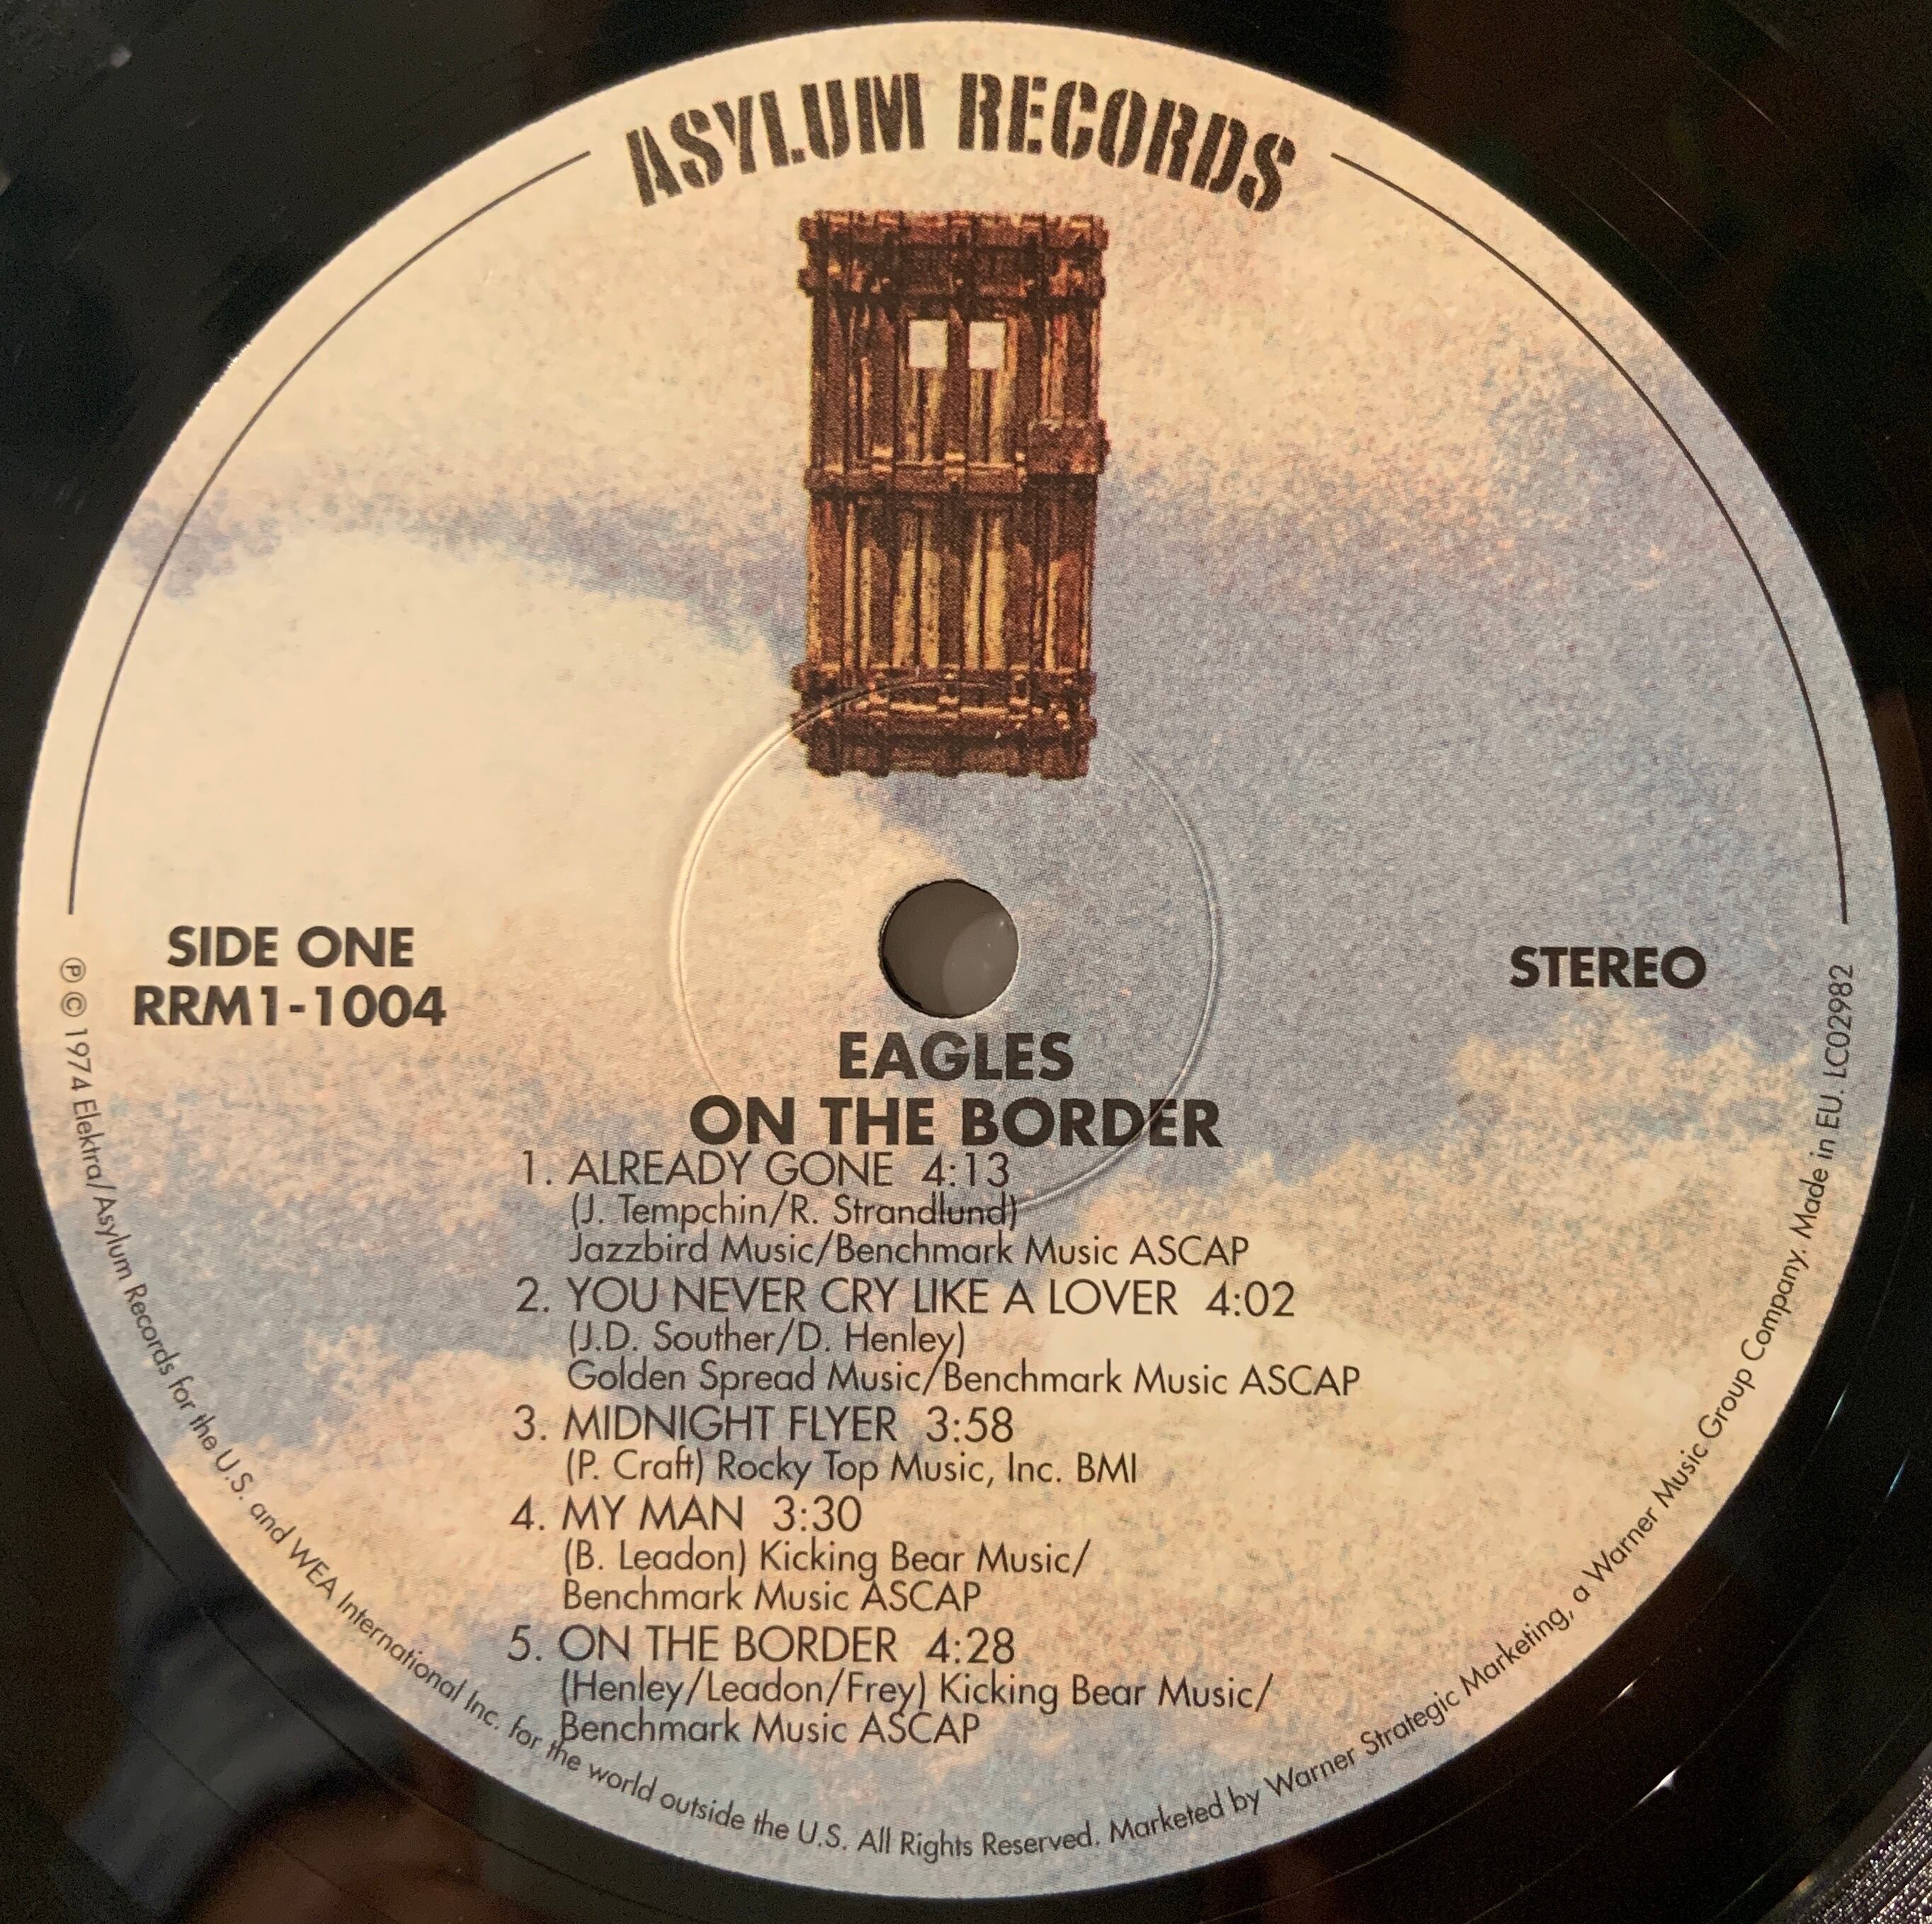 ASYLUM RECORDS
SIDE ONE
RRM1-1004
STEREO
EAGLES
ON THE BORDER
1. ALREADY GONE 4:13
(J. Tempchin/R. Strandlund)
Jazzbird Music/Benchmark Music ASCAP
2. YOU NEVER CRY LIKE A LOVER 4:02
(J.D. Souther/D. Henley)
Golden Spread Music/Benchmark Music ASCAP
3. MIDNIGHT FLYER 3:58
(P. Craft) Rocky Top Music, Inc. BMI
4. MY MAN 3:30
(B. Leadon) Kicking Bear Music/
Benchmark Music ASCAP
5. ON THE BORDER 4:28
(Henley/Leadon/Frey) Kicking Bear Music/
Benchmark Music ASCAP
℗ © 1974 Elektra/Asylum Records for the U.S. and WEA International Inc. for the world outside the U.S. All Rights Reserved. Marketed by Warner Strategic Marketing, a Warner Music Group Company. Made in EU. LC02982